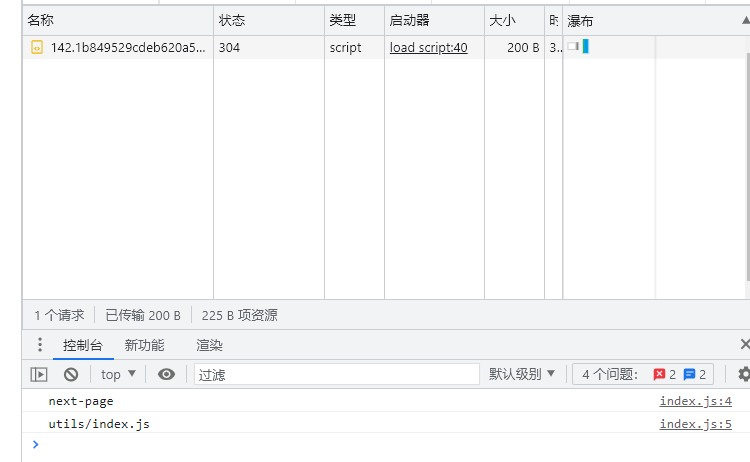 名称 状态 类型 启动器 大小 瀑布
142.1b849529cdeb620a5... 304 script load script:40 200 B 3..
1 个请求 已传输 200 B 225 B 项资源
控制台 新功能 渲染
top 过滤 默认级别 4 个问题: 2 2
next-page index.js:4
utils/index.js index.js:5